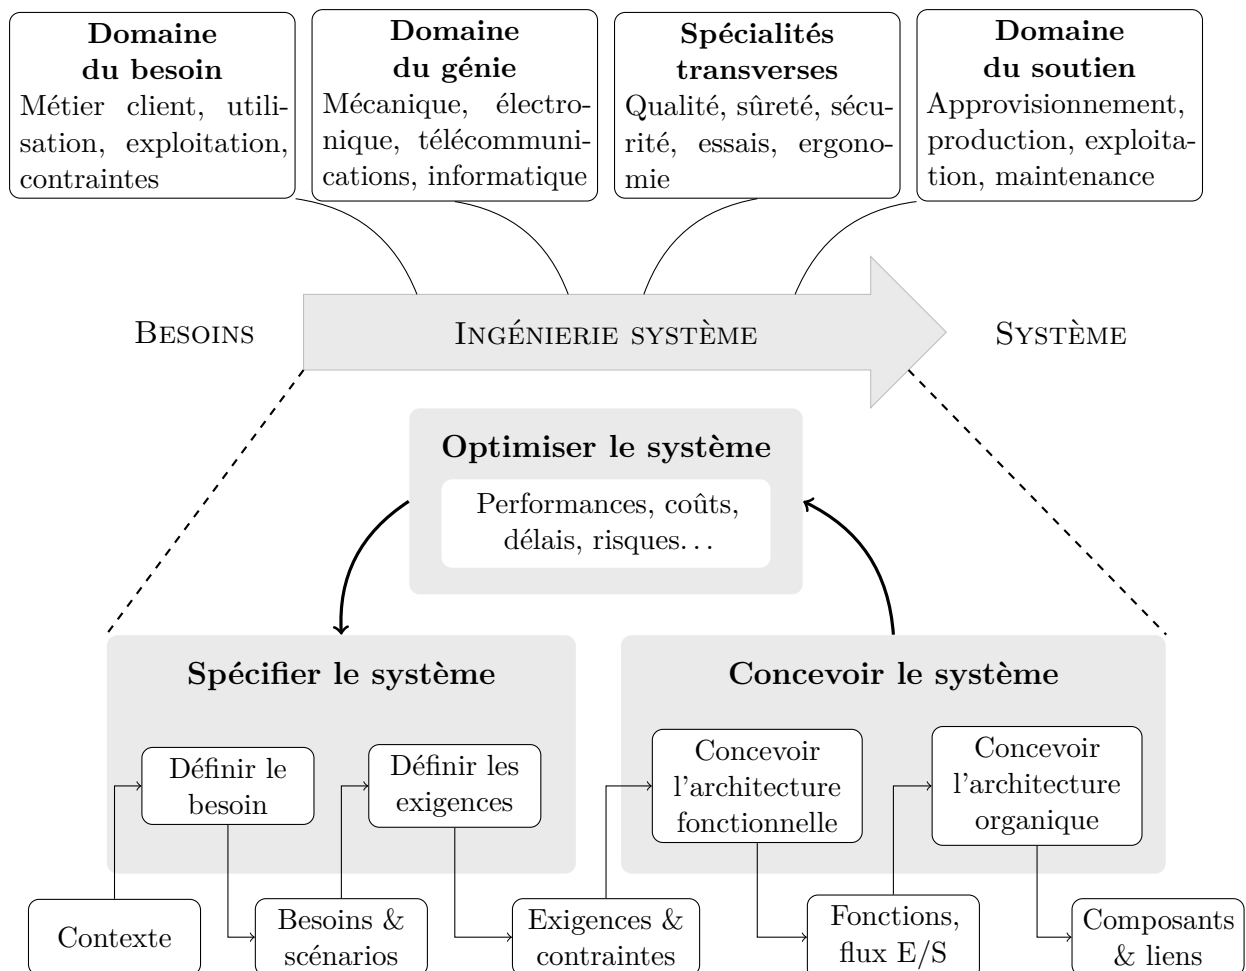 Domaine
du besoin
Métier client, utili-
sation, exploitation,
contraintes
Domaine
du génie
Mécanique, électro-
nique, télécommuni-
cations, informatique
Spécialités
transverses
Qualité, sûreté, sécu-
rité, essais, ergono-
mie
Domaine
du soutien
Approvisionnement,
production, exploita-
tion, maintenance
Besoins
Ingénierie système
Système
Optimiser le système
Performances, coûts,
délais, risques…
Spécifier le système
Définir le
besoin
Définir les
exigences
Concevoir le système
Concevoir
l'architecture
fonctionnelle
Concevoir
l'architecture
organique
Contexte
Besoins &
scénarios
Exigences &
contraintes
Fonctions,
flux E/S
Composants
& liens